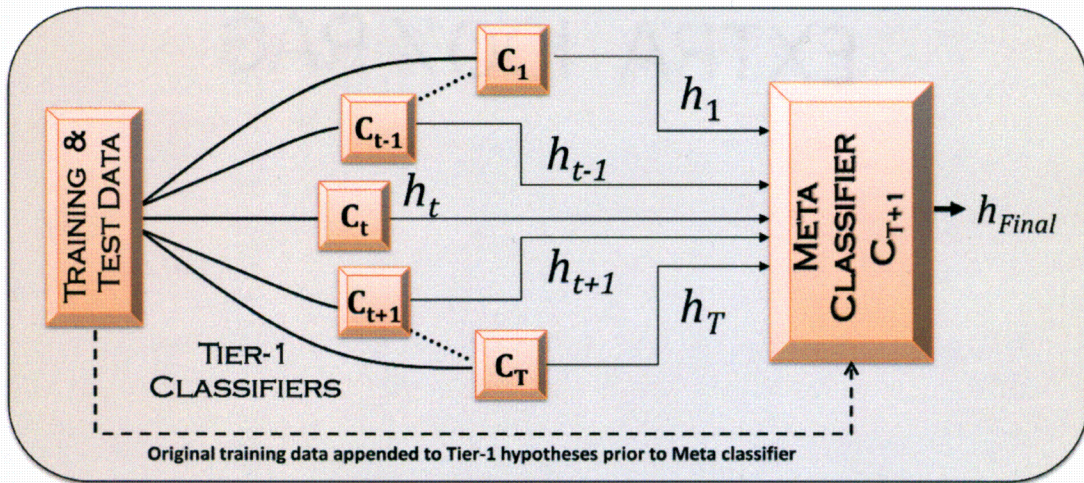 TRAINING &
TEST DATA
C1
Ct-1
Ct
Ct+1
CT
TIER-1
CLASSIFIERS
h1
ht-1
ht
ht+1
hT
META
CLASSIFIER
CT+1
hFinal
Original training data appended to Tier-1 hypotheses prior to Meta classifier